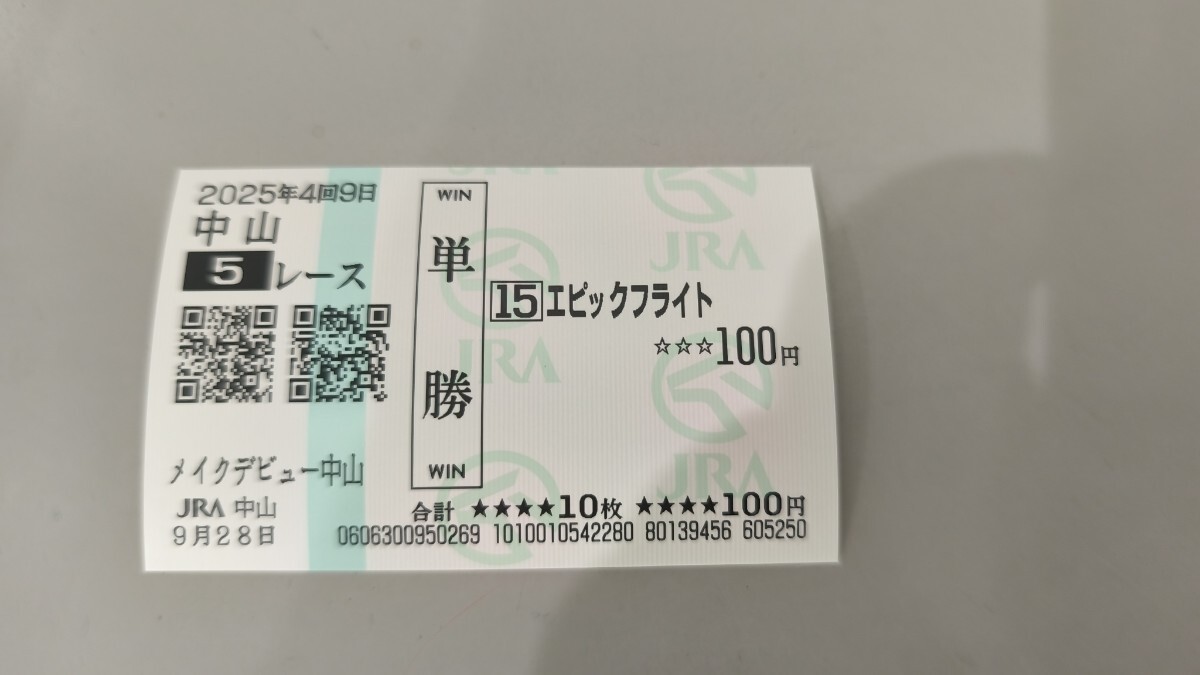 2025年4回9日
中山
5レース
メイクデビュー中山
JRA 中山
9月28日
WIN
単勝
WIN
15エピックフライト
☆☆☆100円
合計 ★★★★10枚 ★★★★100円
0606300950269 1010010542280 80139456 605250
JRA
JRA
JRA
JRA